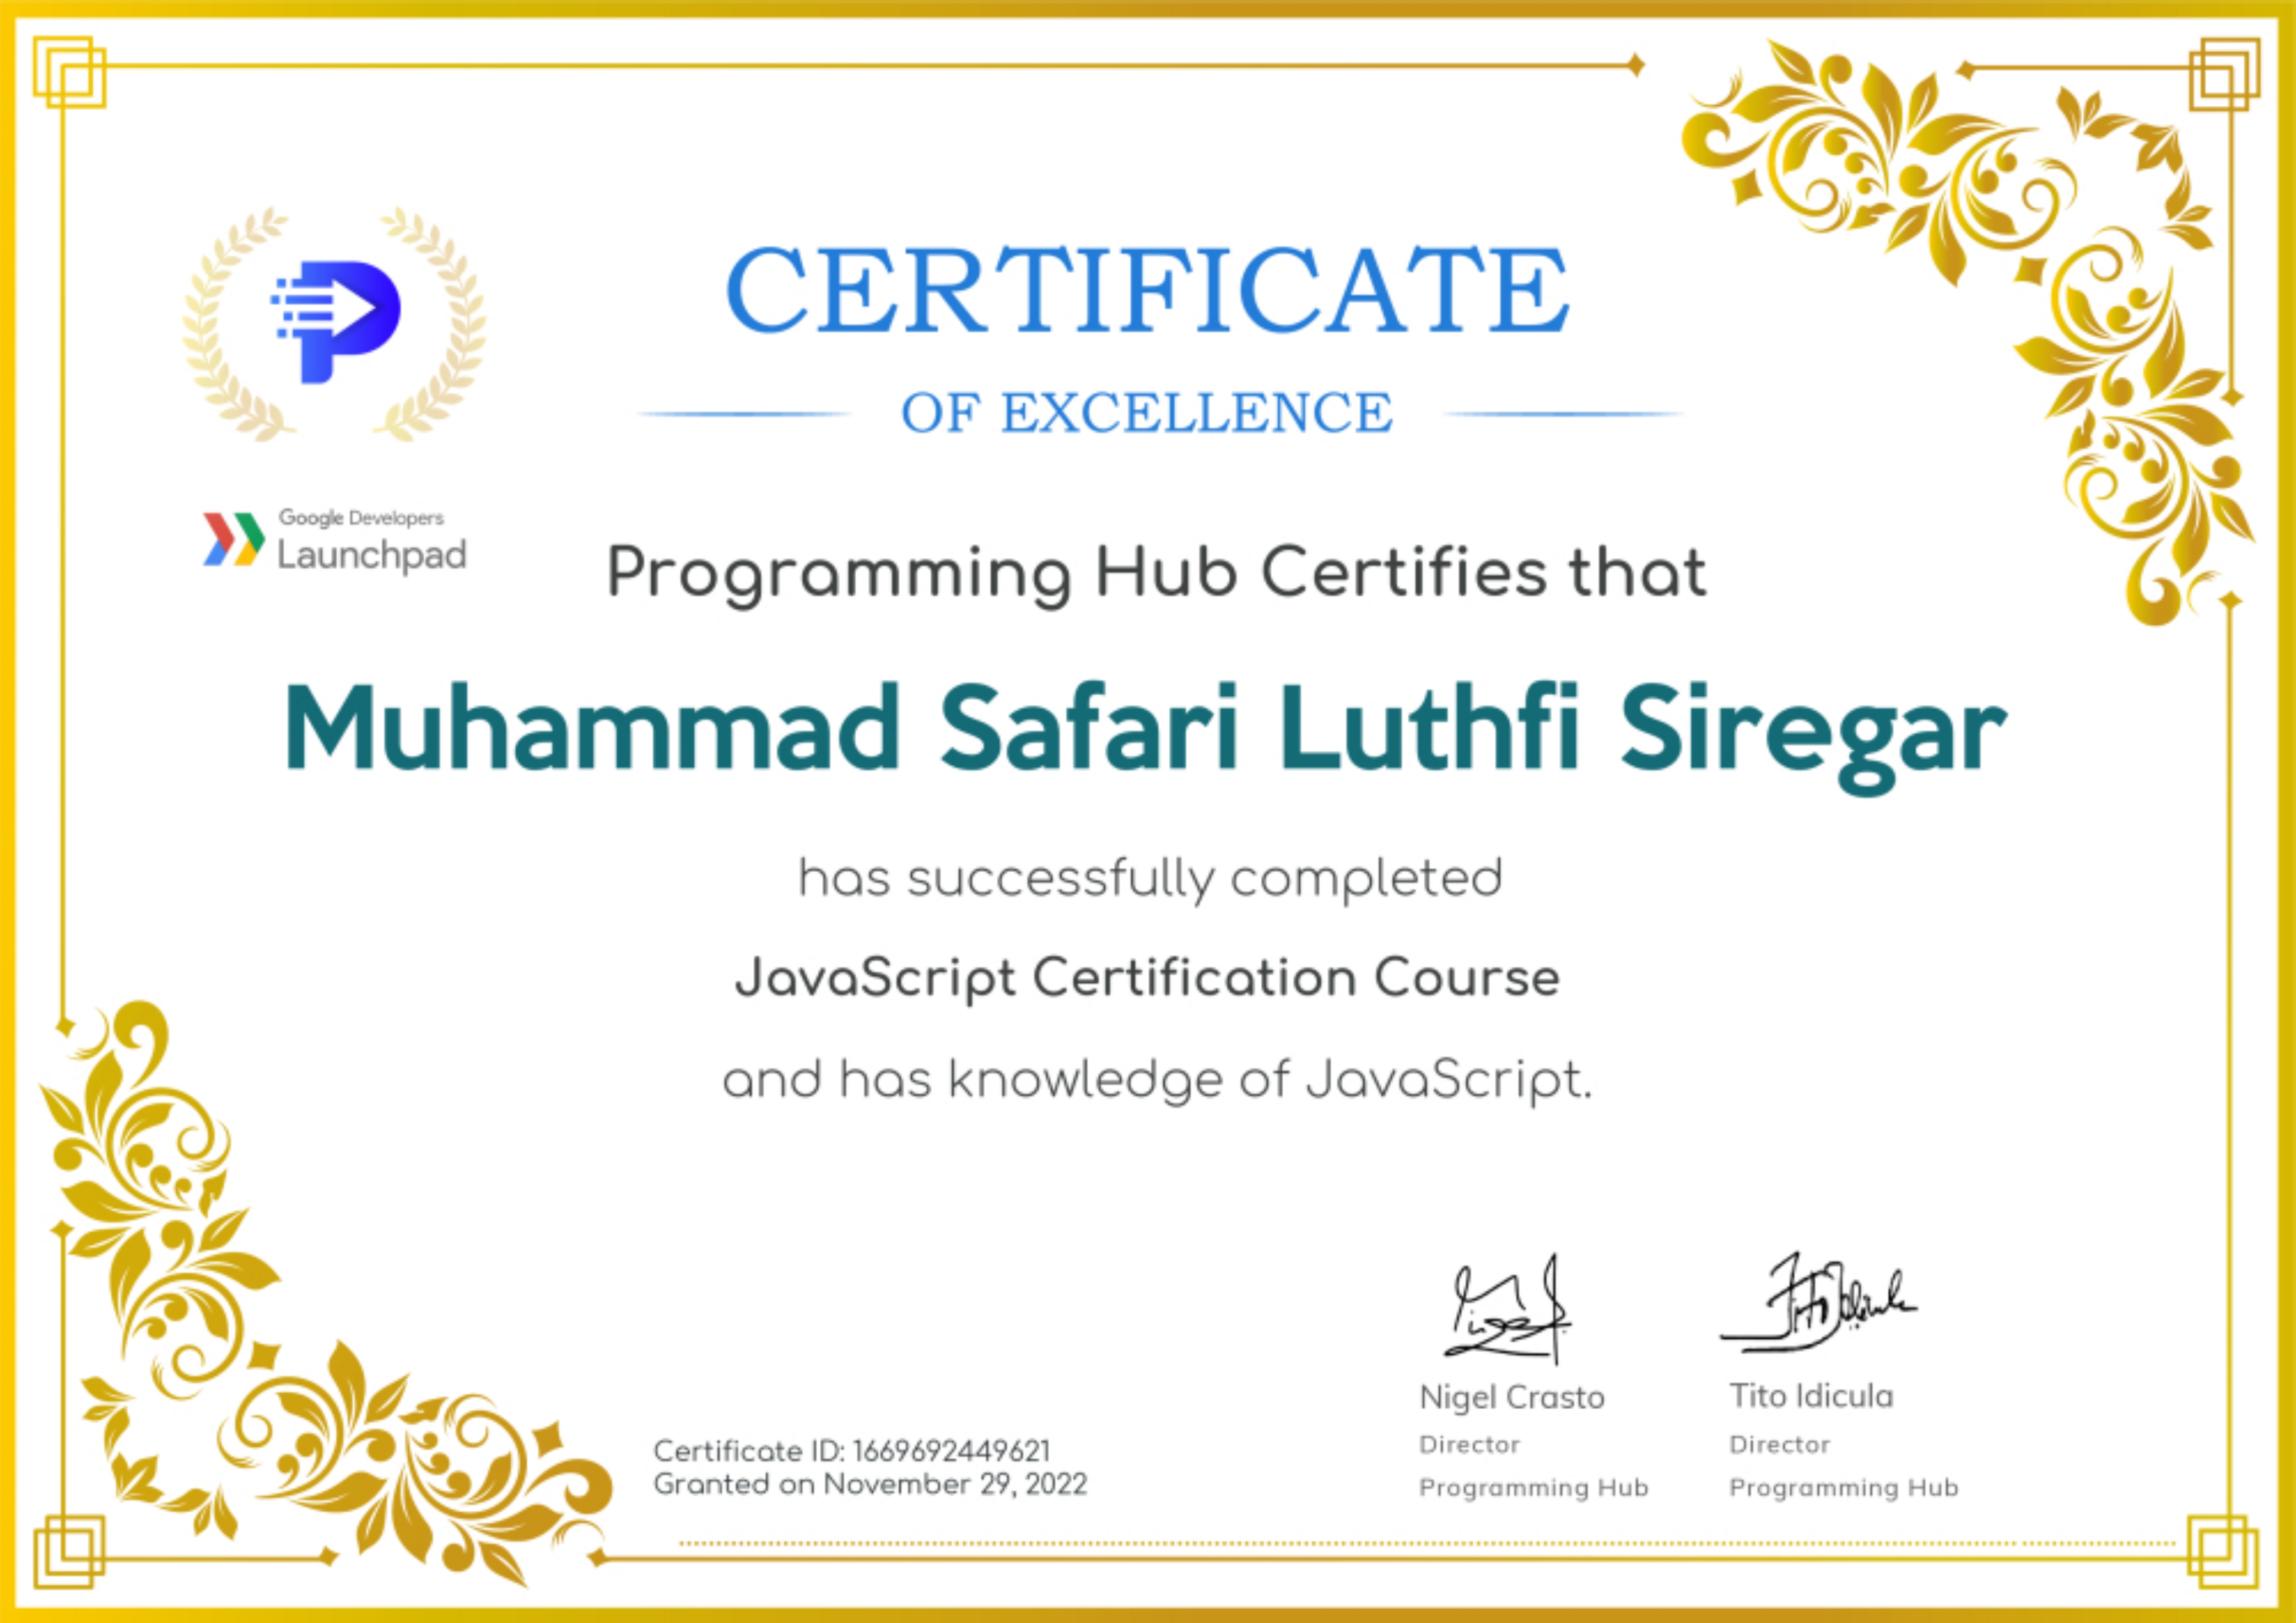 CERTIFICATE
OF EXCELLENCE
Google Developers
Launchpad
Programming Hub Certifies that
Muhammad Safari Luthfi Siregar
has successfully completed
JavaScript Certification Course
and has knowledge of JavaScript.
Nigel Crasto
Director
Programming Hub
Tito Idicula
Director
Programming Hub
Certificate ID: 1669692449621
Granted on November 29, 2022